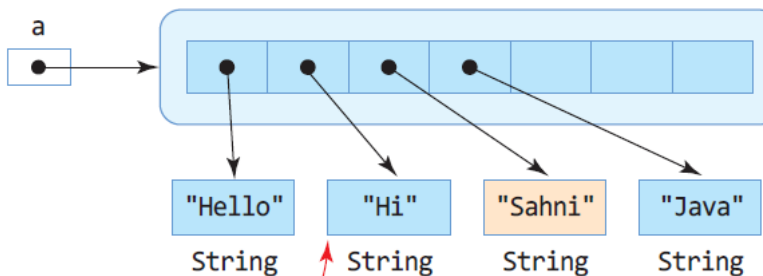 a
"Hello" "Hi" "Sahni" "Java"
String String String String